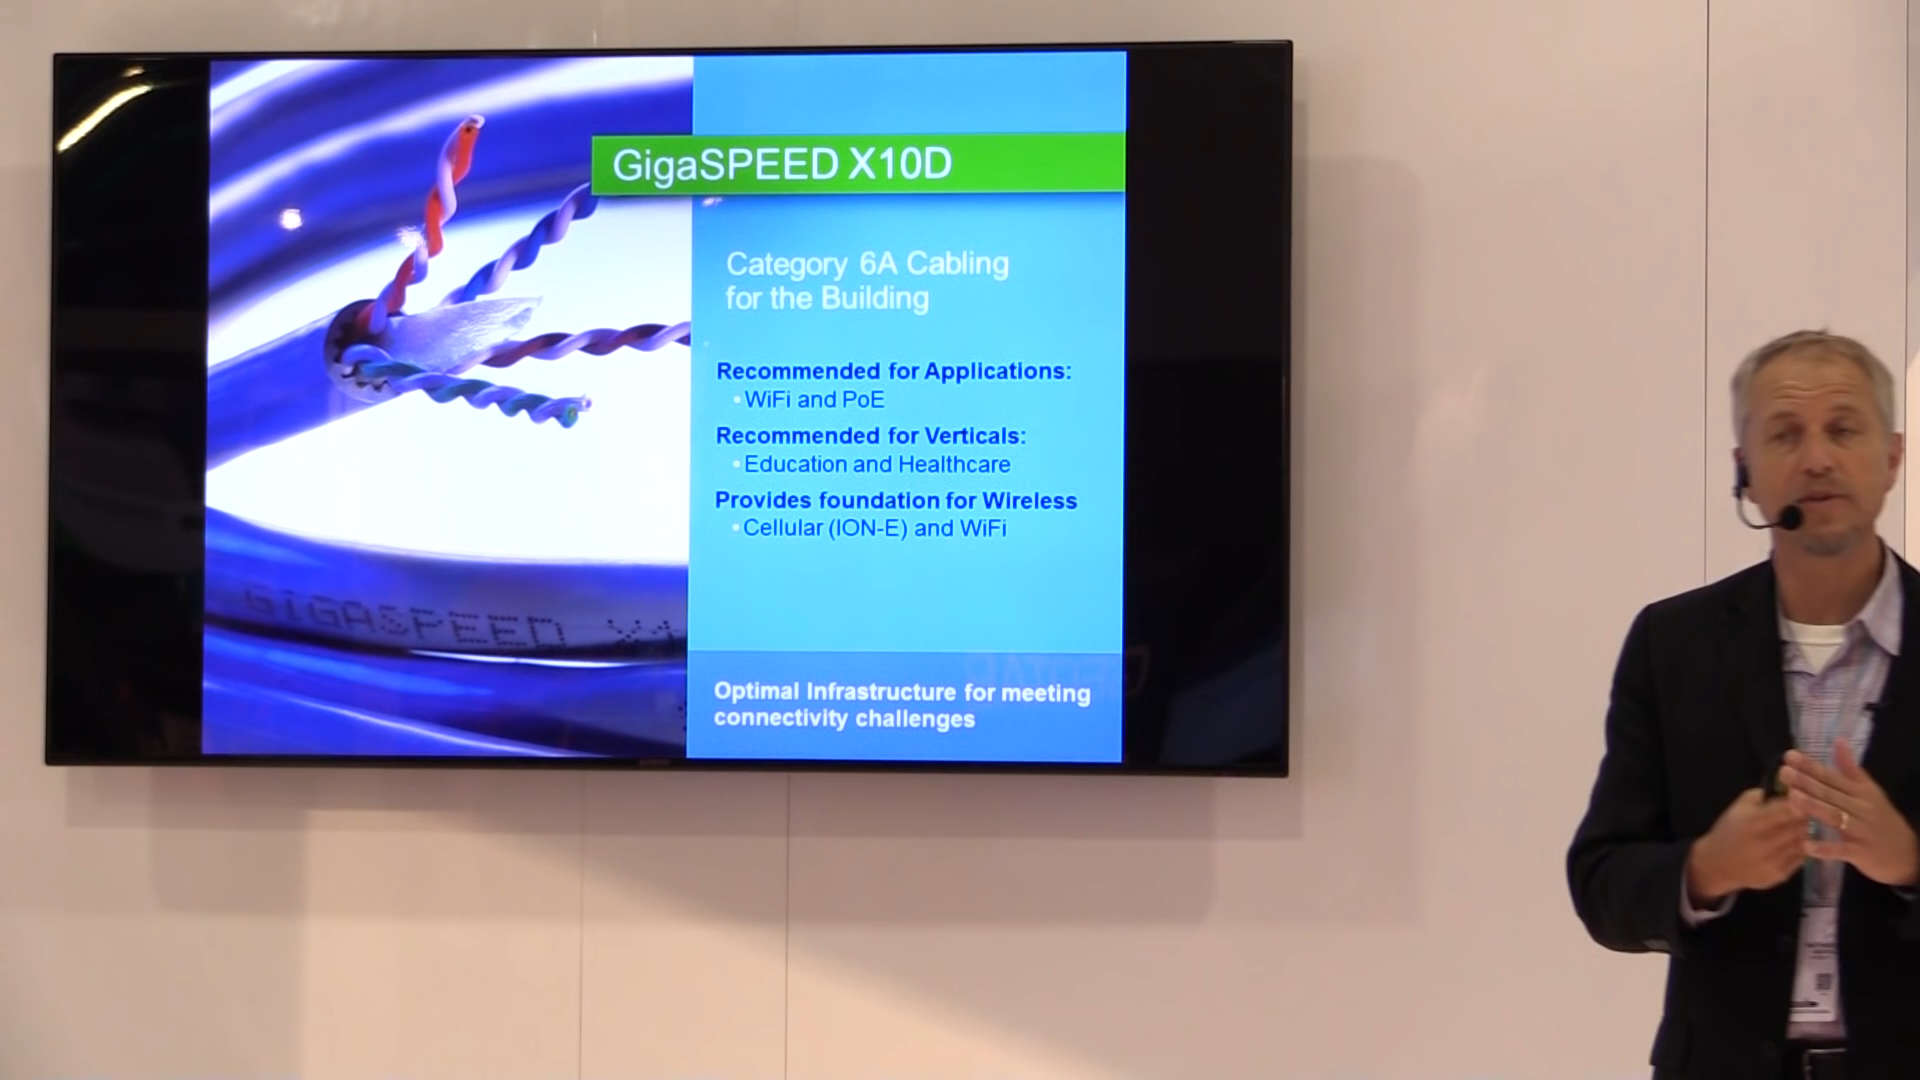 GigaSPEED X10D
Category 6A Cabling
for the Building
Recommended for Applications:
•WiFi and PoE
Recommended for Verticals:
•Education and Healthcare
Provides foundation for Wireless
•Cellular (ION-E) and WiFi
GIGASPEED X1
Optimal Infrastructure for meeting
connectivity challenges